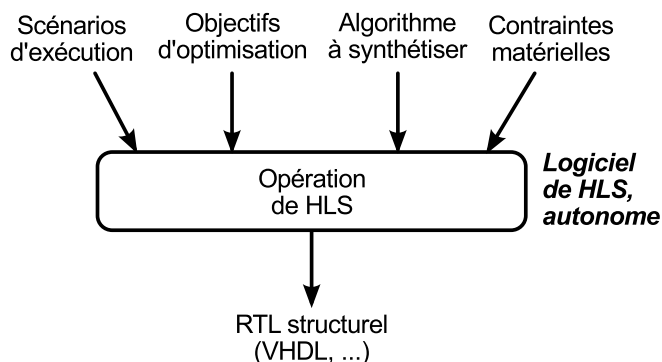 Scénarios
d'exécution
Objectifs
d'optimisation
Algorithme
à synthétiser
Contraintes
matérielles
Opération
de HLS
Logiciel
de HLS,
autonome
RTL structurel
(VHDL, ...)